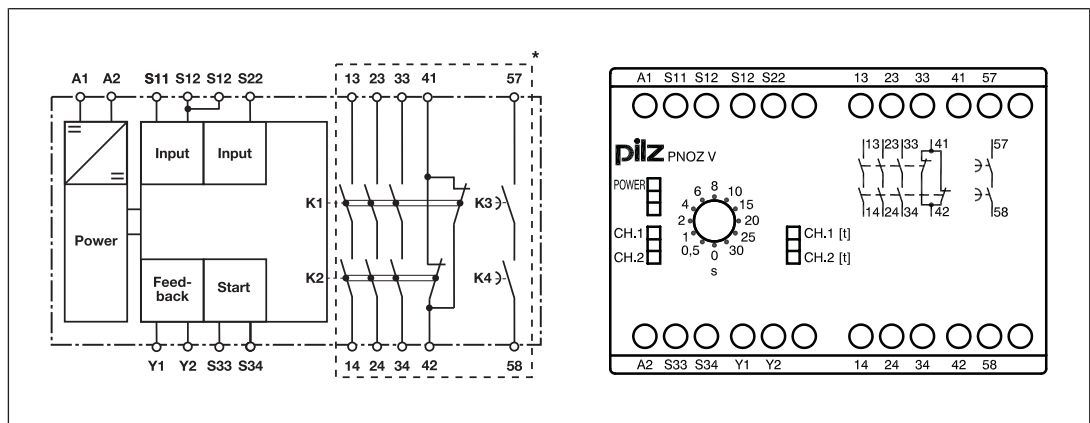 *
A1 A2 S11 S12 S12 S22 13 23 33 41 57
Input Input
Power
K1 K3
K2 K4
Feed-
back
Start
Y1 Y2 S33 S34 14 24 34 42 58
A1 S11 S12 S12 S22 13 23 33 41 57
pilz PNOZ V
13 23 33 41 57
POWER
8
6 10
4 15
2 20
1 25
0,5 30
0
s
CH.1
CH.2
CH.1 [t]
CH.2 [t]
14 24 34 42 58
A2 S33 S34 Y1 Y2 14 24 34 42 58